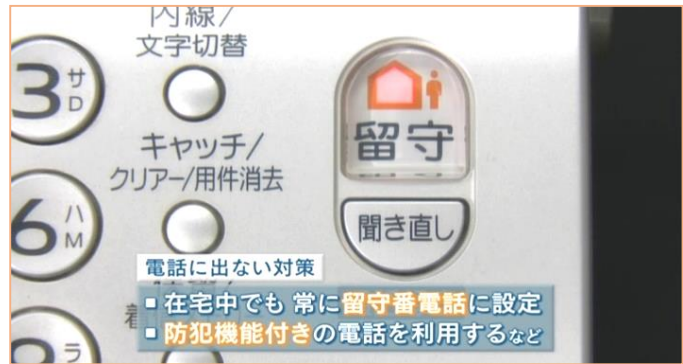 内線/
文字切替
3 サ D
留守
キャッチ/
クリアー/用件消去
6 ハ M
聞き直し
電話に出ない対策
▪在宅中でも 常に留守番電話に設定
▪防犯機能付きの電話を利用するなど
ラ